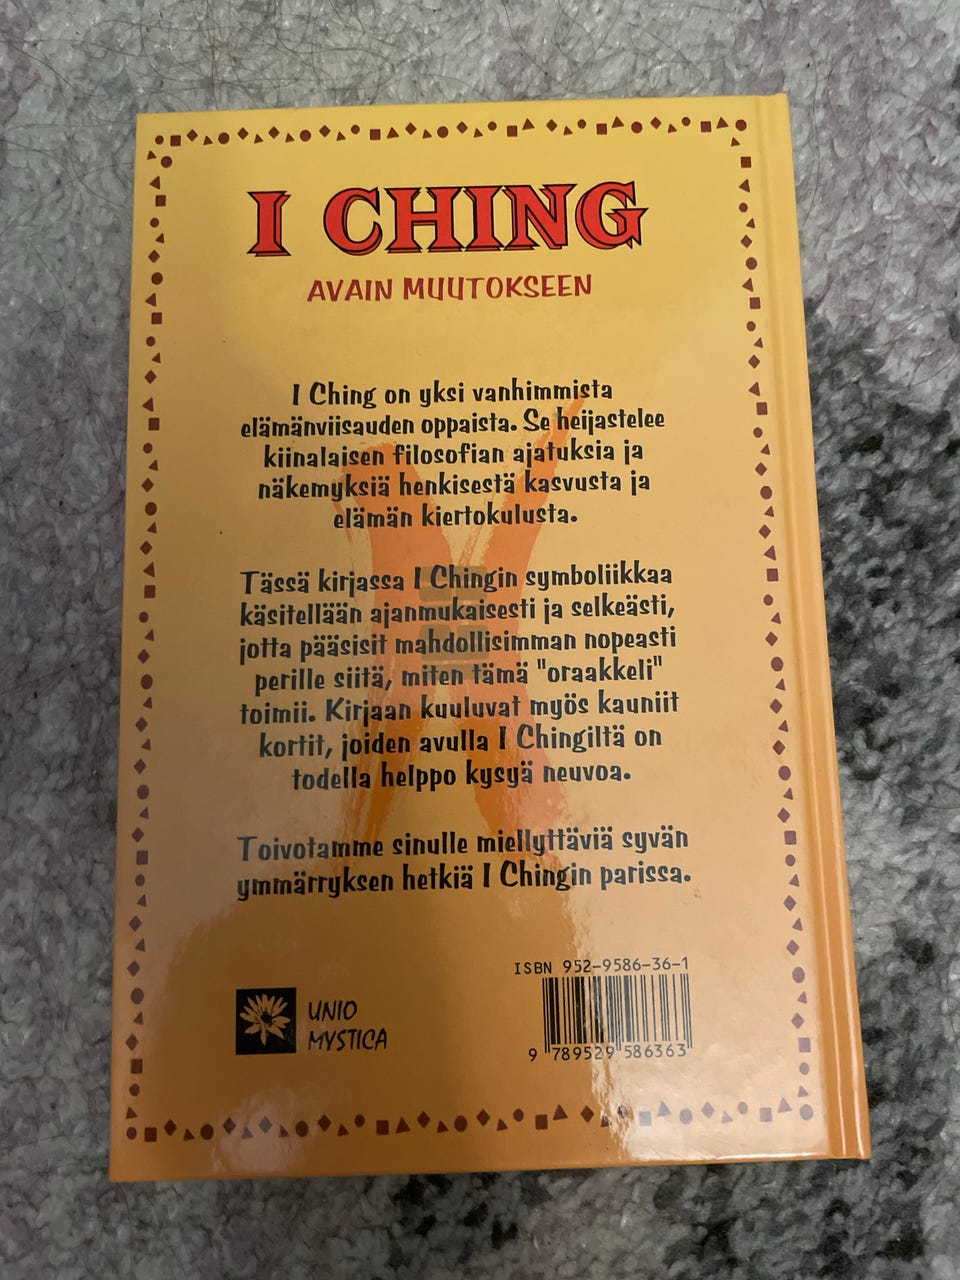 I CHING
AVAIN MUUTOKSEEN
I Ching on yksi vanhimmista
elämänviisauden oppaista. Se heijastelee
kiinalaisen filosofian ajatuksia ja
näkemyksiä henkisestä kasvusta ja
elämän kiertokulusta.
Tässä kirjassa I Chingin symboliikkaa
käsitellään ajanmukaisesti ja selkeästi,
jotta pääsisit mahdollisimman nopeasti
perille siitä, miten tämä "oraakkeli"
toimii. Kirjaan kuuluvat myös kauniit
kortit, joiden avulla I Chingiltä on
todella helppo kysyä neuvoa.
Toivotamme sinulle miellyttäviä syvän
ymmärryksen hetkiä I Chingin parissa.
ISBN 952-9586-36-1
UNIO
MYSTICA
9 789529 586363